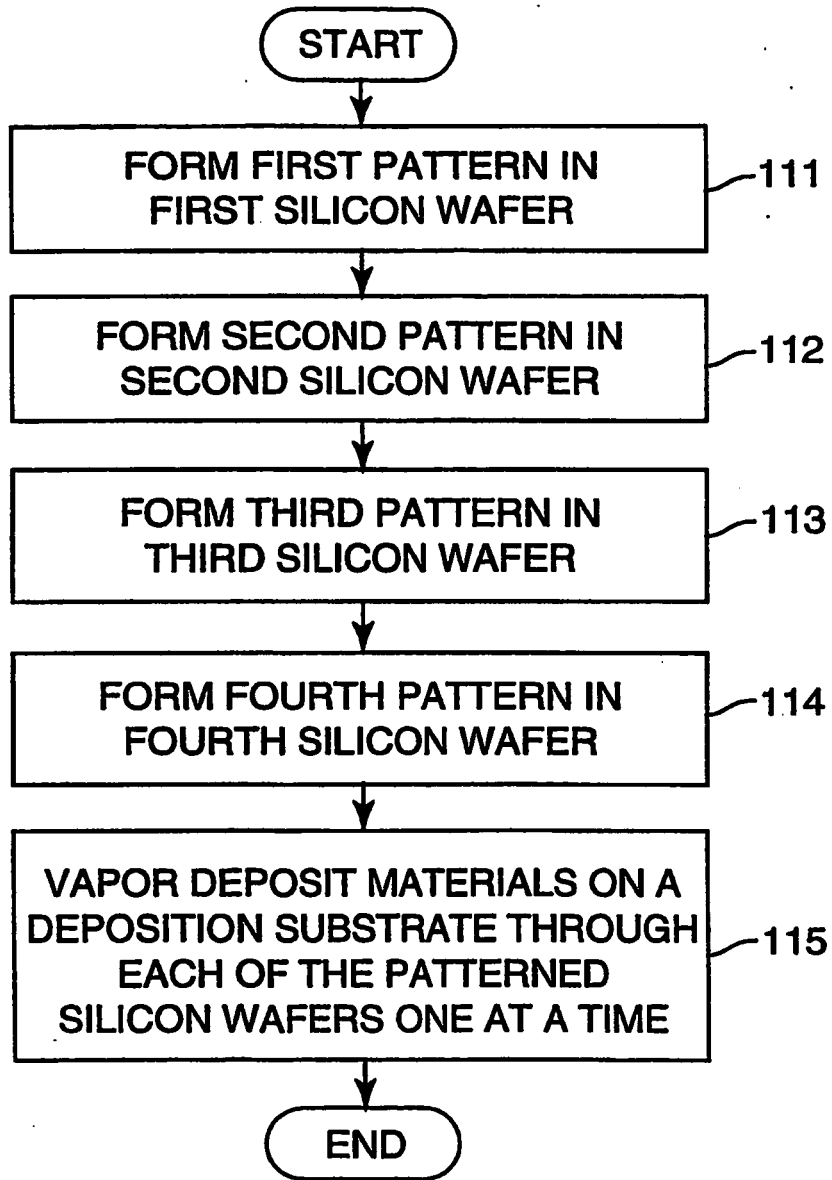 START
FORM FIRST PATTERN IN
FIRST SILICON WAFER
111
FORM SECOND PATTERN IN
SECOND SILICON WAFER
112
FORM THIRD PATTERN IN
THIRD SILICON WAFER
113
FORM FOURTH PATTERN IN
FOURTH SILICON WAFER
114
VAPOR DEPOSIT MATERIALS ON A
DEPOSITION SUBSTRATE THROUGH
EACH OF THE PATTERNED
SILICON WAFERS ONE AT A TIME
115
END